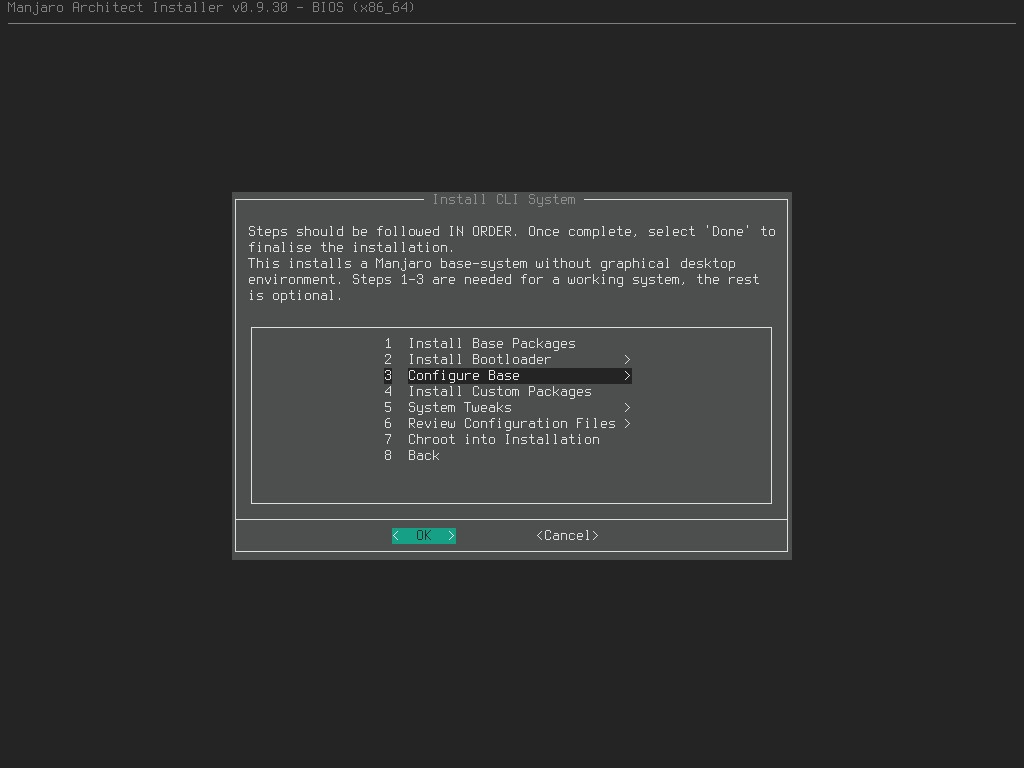 Manjaro Architect Installer v0.9.30 - BIOS (x86_64)
Install CLI System
Steps should be followed IN ORDER. Once complete, select 'Done' to
finalise the installation.
This installs a Manjaro base-system without graphical desktop
environment. Steps 1-3 are needed for a working system, the rest
is optional.
1 Install Base Packages
2 Install Bootloader >
3 Configure Base >
4 Install Custom Packages
5 System Tweaks >
6 Review Configuration Files >
7 Chroot into Installation
8 Back
< OK > <Cancel>